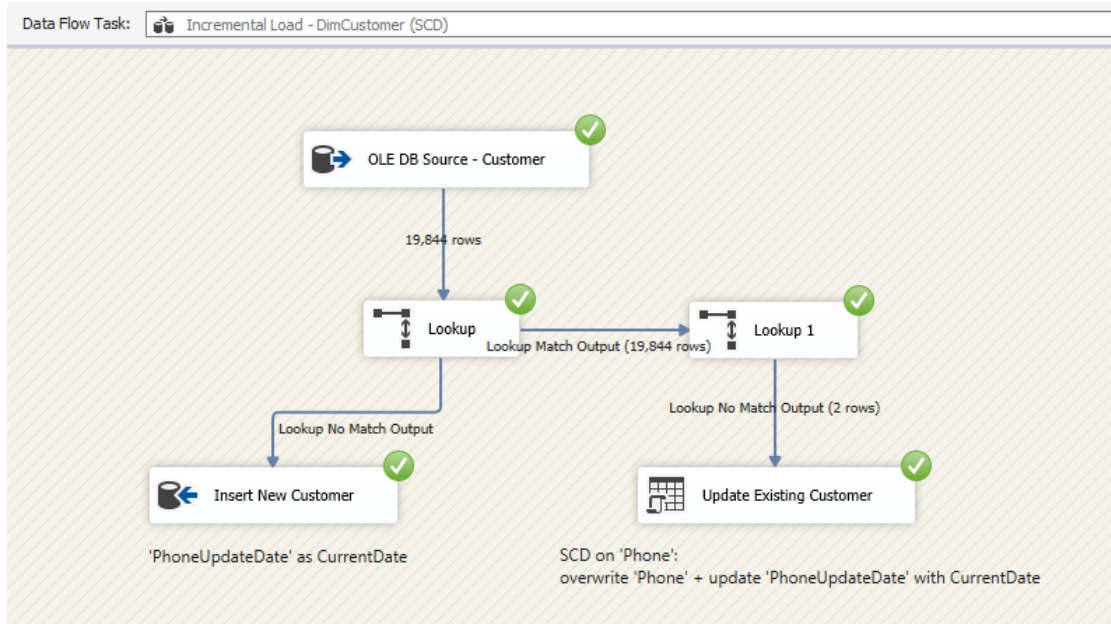 Data Flow Task: Incremental Load - DimCustomer (SCD)
OLE DB Source - Customer
19,844 rows
Lookup
Lookup 1
Lookup Match Output (19,844 rows)
Lookup No Match Output (2 rows)
Lookup No Match Output
Insert New Customer
Update Existing Customer
'PhoneUpdateDate' as CurrentDate
SCD on 'Phone':
overwrite 'Phone' + update 'PhoneUpdateDate' with CurrentDate